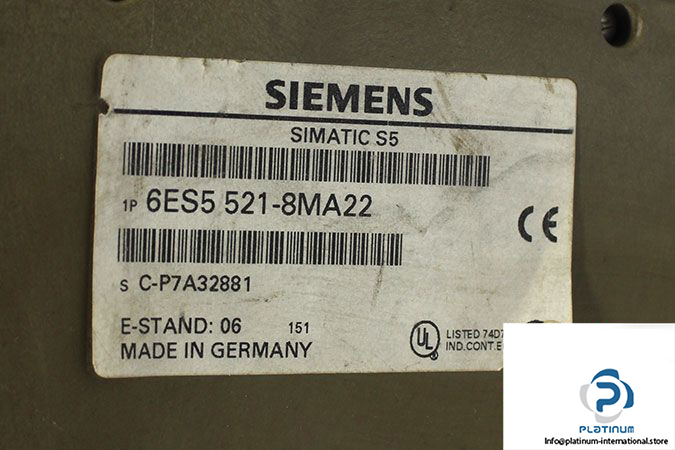 SIEMENS
SIMATIC S5
1P 6ES5 521-8MA22
CE
S C-P7A32881
E-STAND: 06 151
MADE IN GERMANY
UL LISTED 74D7
IND.CONT.E
PLATINUM
Info@platinum-international.store